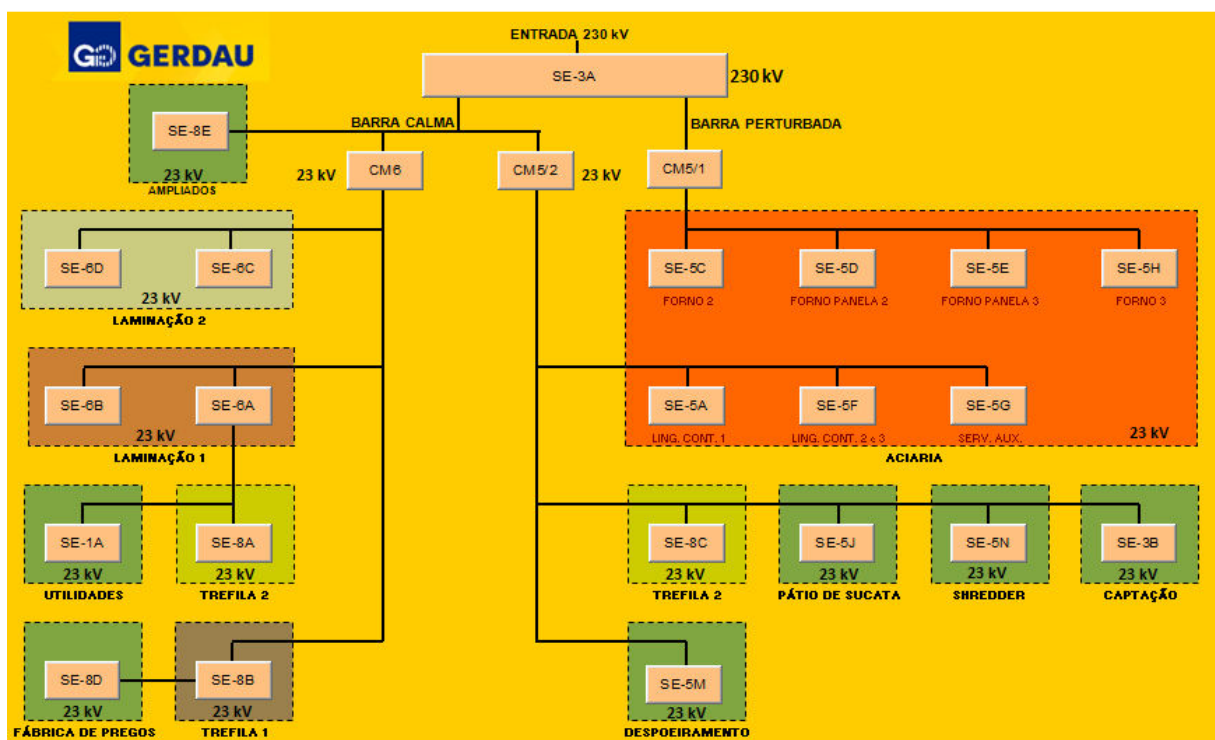 ENTRADA 230 kV
GERDAU
SE-3A
230 kV
SE-8E
BARRA CALMA
BARRA PERTURBADA
23 kV
AMPLIADOS
23 kV
CM6
CM5/2
23 kV
CM5/1
SE-6D
SE-6C
SE-5C
SE-5D
SE-5E
SE-5H
23 kV
FORNO 2
FORNO PANELA 2
FORNO PANELA 3
FORNO 3
LAMINAÇÃO 2
SE-6B
SE-6A
SE-5A
SE-5F
SE-5G
23 kV
LING. CONT. 1
LING. CONT. 2 e 3
SERV. AUX.
23 kV
LAMINAÇÃO 1
ACIARIA
SE-1A
SE-8A
SE-8C
SE-5J
SE-5N
SE-3B
23 kV
23 kV
23 kV
23 kV
23 kV
23 kV
UTILIDADES
TREFILA 2
TREFILA 2
PÁTIO DE SUCATA
SHREDDER
CAPTAÇÃO
SE-8D
SE-8B
SE-5M
23 kV
23 kV
23 kV
FÁBRICA DE PREGOS
TREFILA 1
DESPOEIRAMENTO